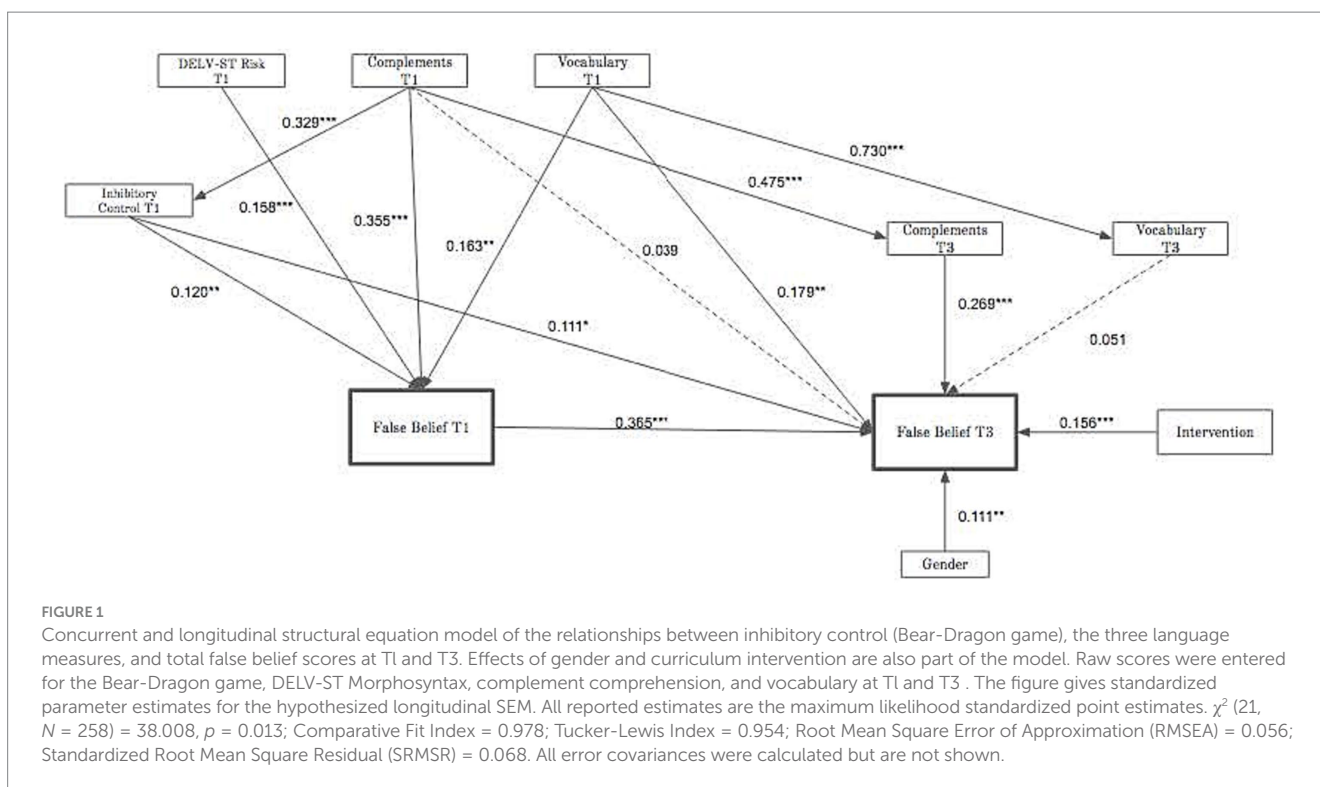 DELV-ST Risk
T1
Complements
T1
Vocabulary
T1
0.329***
0.730***
0.475***
Inhibitory
Control T1
0.158***
0.355***
0.163**
0.039
Complements
T3
Vocabulary
T3
0.120**
0.179**
0.269***
0.111*
0.051
False Belief T1
0.365***
False Belief T3
0.156***
Intervention
0.111**
Gender
FIGURE 1
Concurrent and longitudinal structural equation model of the relationships between inhibitory control (Bear-Dragon game), the three language
measures, and total false belief scores at Tl and T3. Effects of gender and curriculum intervention are also part of the model. Raw scores were entered
for the Bear-Dragon game, DELV-ST Morphosyntax, complement comprehension, and vocabulary at Tl and T3 . The figure gives standardized
parameter estimates for the hypothesized longitudinal SEM. All reported estimates are the maximum likelihood standardized point estimates. χ² (21,
N = 258) = 38.008, p = 0.013; Comparative Fit Index = 0.978; Tucker-Lewis Index = 0.954; Root Mean Square Error of Approximation (RMSEA) = 0.056;
Standardized Root Mean Square Residual (SRMSR) = 0.068. All error covariances were calculated but are not shown.